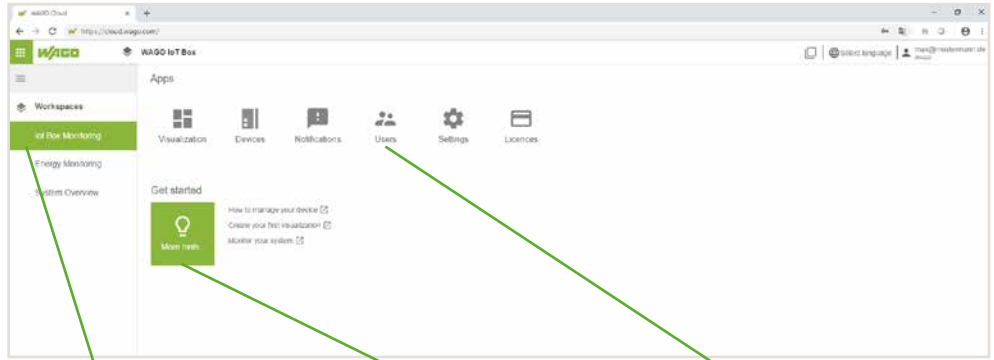 WAGO Cloud
https://cloud.wago.com/
WAGO
WAGO IoT Box
Select language
Apps
Workspaces
Iot Box Monitoring
Energy Monitoring
System Overview
Visualization
Devices
Notifications
Users
Settings
Licences
Get started
More hints
How to manage your device
Create your first visualization
Monitor your system